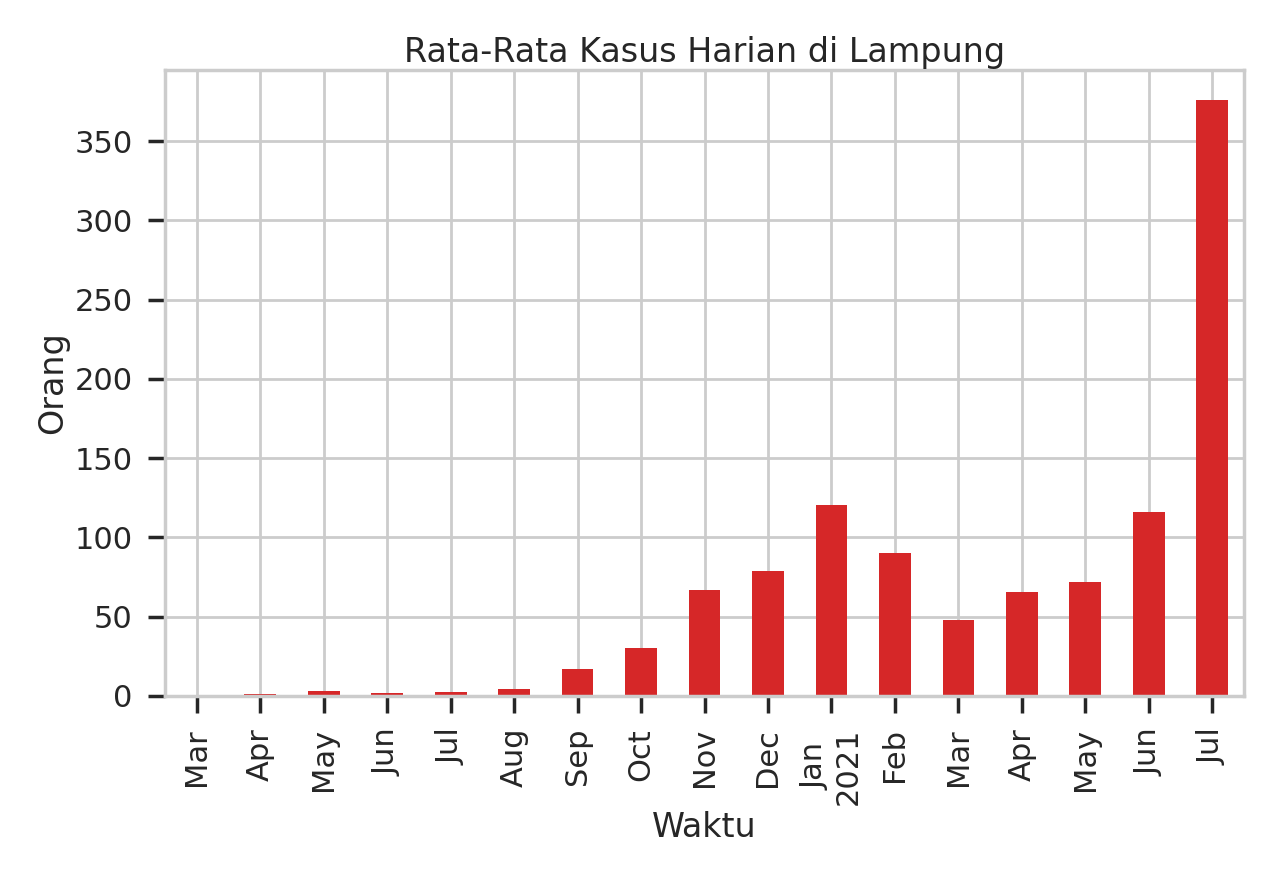 Rata-Rata Kasus Harian di Lampung
350
300
250
200
150
100
50
0
Orang
Mar
Apr
May
Jun
Jul
Aug
Sep
Oct
Nov
Dec
Jan
2021
Feb
Mar
Apr
May
Jun
Jul
Waktu